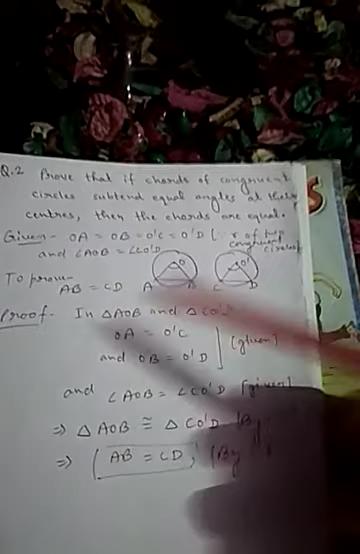 Q.2 Prove that if chords of congruent
circles subtend equal angles at their
centres, then the chords are equal.
Given - OA = OB = O'C = O'D (∵ r of two
congruent
circles)
and ∠AOB = ∠CO'D
To prove-
AB = CD
O O'
A B C D
Proof - In △AOB and △CO'D
OA = O'C
and OB = O'D ] (given)
and ∠AOB = ∠CO'D [given]
⇒ △AOB ≅ △CO'D (By
⇒ AB = CD, (By